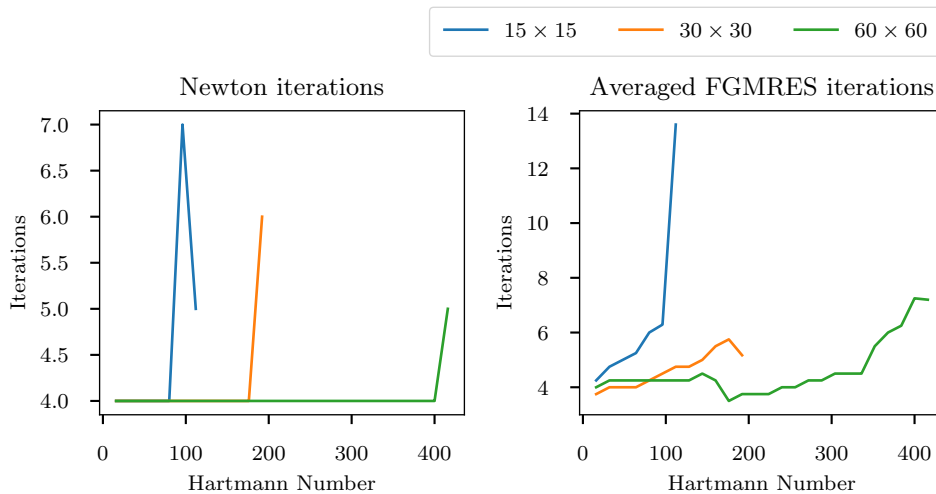 15 × 15 30 × 30 60 × 60
Newton iterations
7.0
6.5
6.0
5.5
5.0
4.5
4.0
Iterations
0 100 200 300 400
Hartmann Number
Averaged FGMRES iterations
14
12
10
8
6
4
Iterations
0 100 200 300 400
Hartmann Number